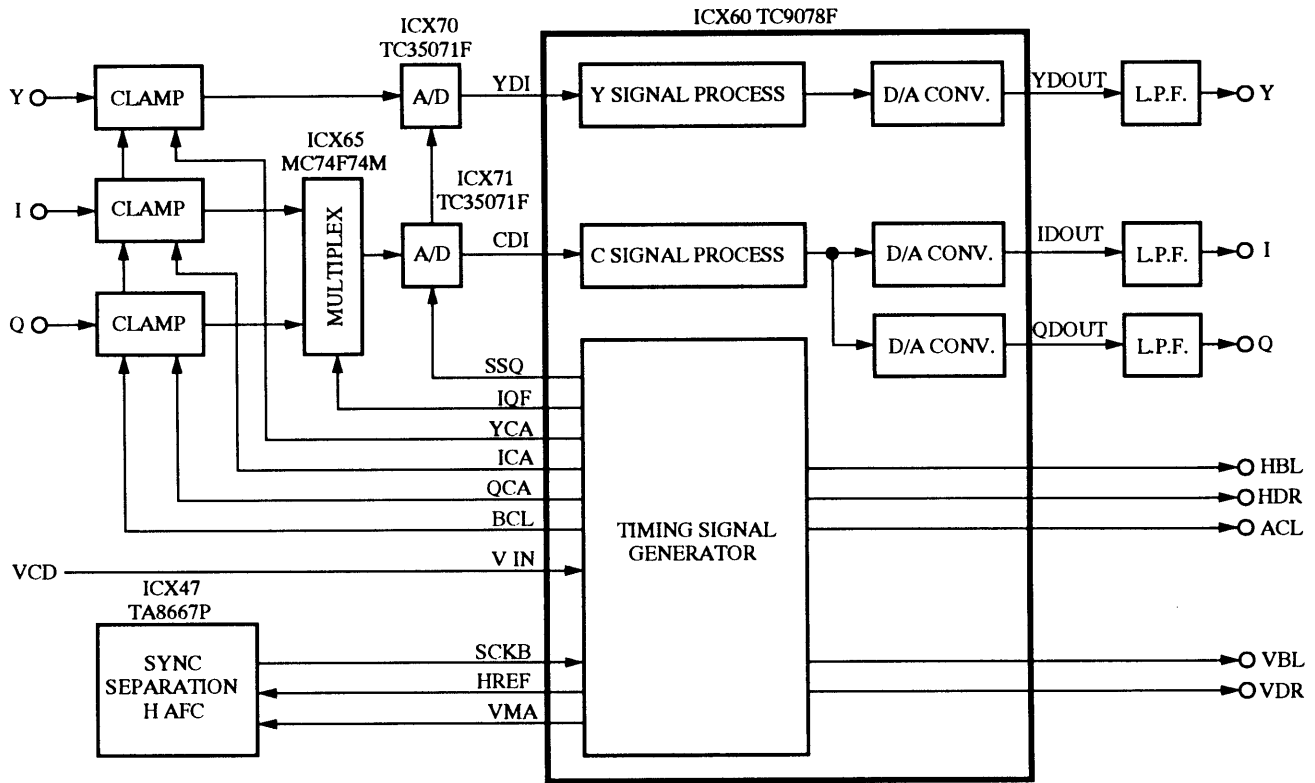 ICX60 TC9078F
ICX70
TC35071F
Y
CLAMP
A/D
YDI
Y SIGNAL PROCESS
D/A CONV.
YDOUT
L.P.F.
Y
ICX65
MC74F74M
ICX71
TC35071F
I
CLAMP
MULTIPLEX
A/D
CDI
C SIGNAL PROCESS
D/A CONV.
IDOUT
L.P.F.
I
Q
CLAMP
D/A CONV.
QDOUT
L.P.F.
Q
SSQ
IQF
YCA
ICA
QCA
BCL
V IN
VCD
TIMING SIGNAL
GENERATOR
HBL
HDR
ACL
ICX47
TA8667P
SYNC
SEPARATION
H AFC
SCKB
HREF
VMA
VBL
VDR